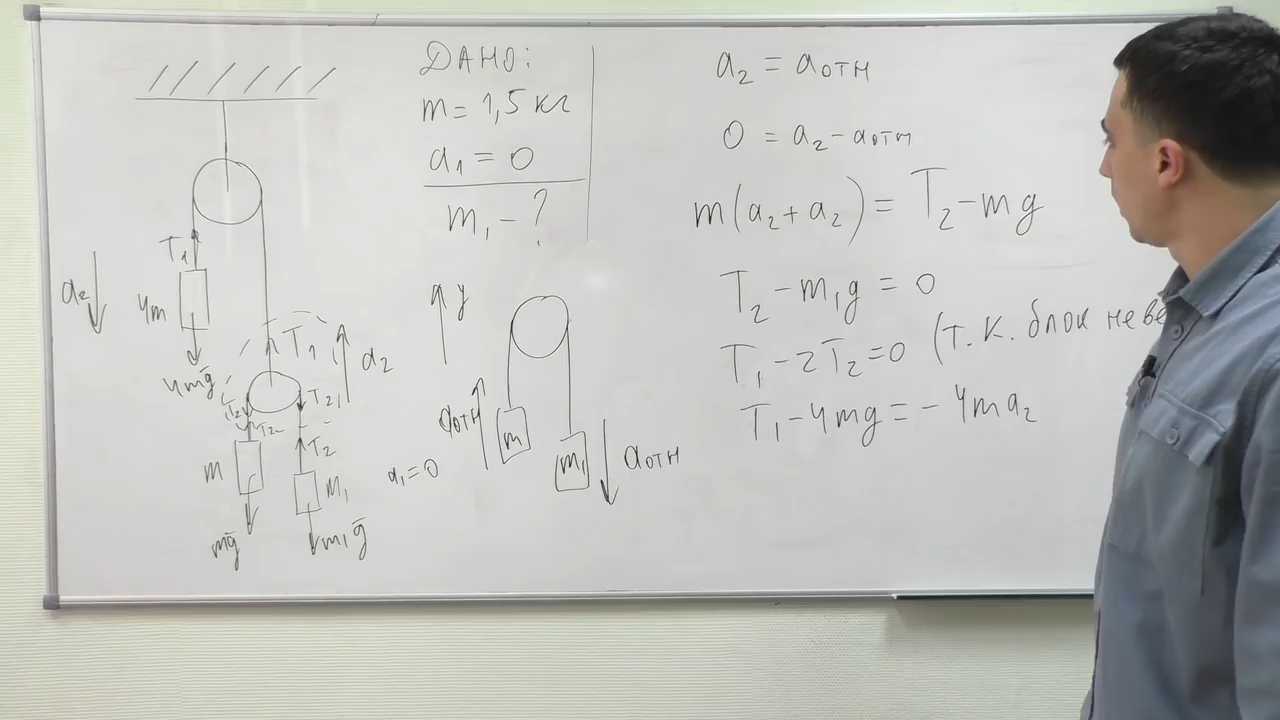 ДАНО:
m = 1,5 кг
a₁ = 0
m₁ - ?
a₂ = aотн
0 = a₂ - aотн
m(a₂ + a₂) = T₂ - mg
T₂ - m₁g = 0
T₁ - 2T₂ = 0 (т.к. блок неве
T₁ - 4mg = - 4ma₂
T₁
a₂
4m
4mg̅
T₁
a₂
T₂
T₂
T₂
T₂
m
m₁
mg̅
m₁g̅
y
aотн
m
m₁
aотн
a₁=0